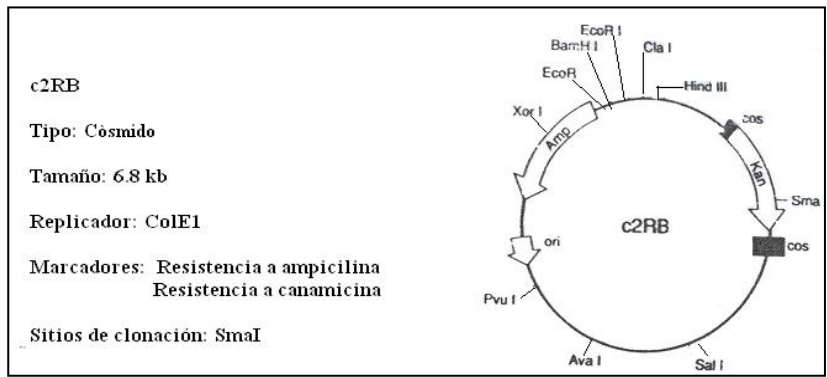 c2RB
Tipo: Cósmido
Tamaño: 6.8 kb
Replicador: ColE1
Marcadores: Resistencia a ampicilina
Resistencia a canamicina
Sitios de clonación: SmaI
EcoR I
BamH I
Cla I
EcoR
Hind III
Xor I
cos
Amp
Kan
Sma
c2RB
ori
cos
Pvu I
Ava I
Sal I